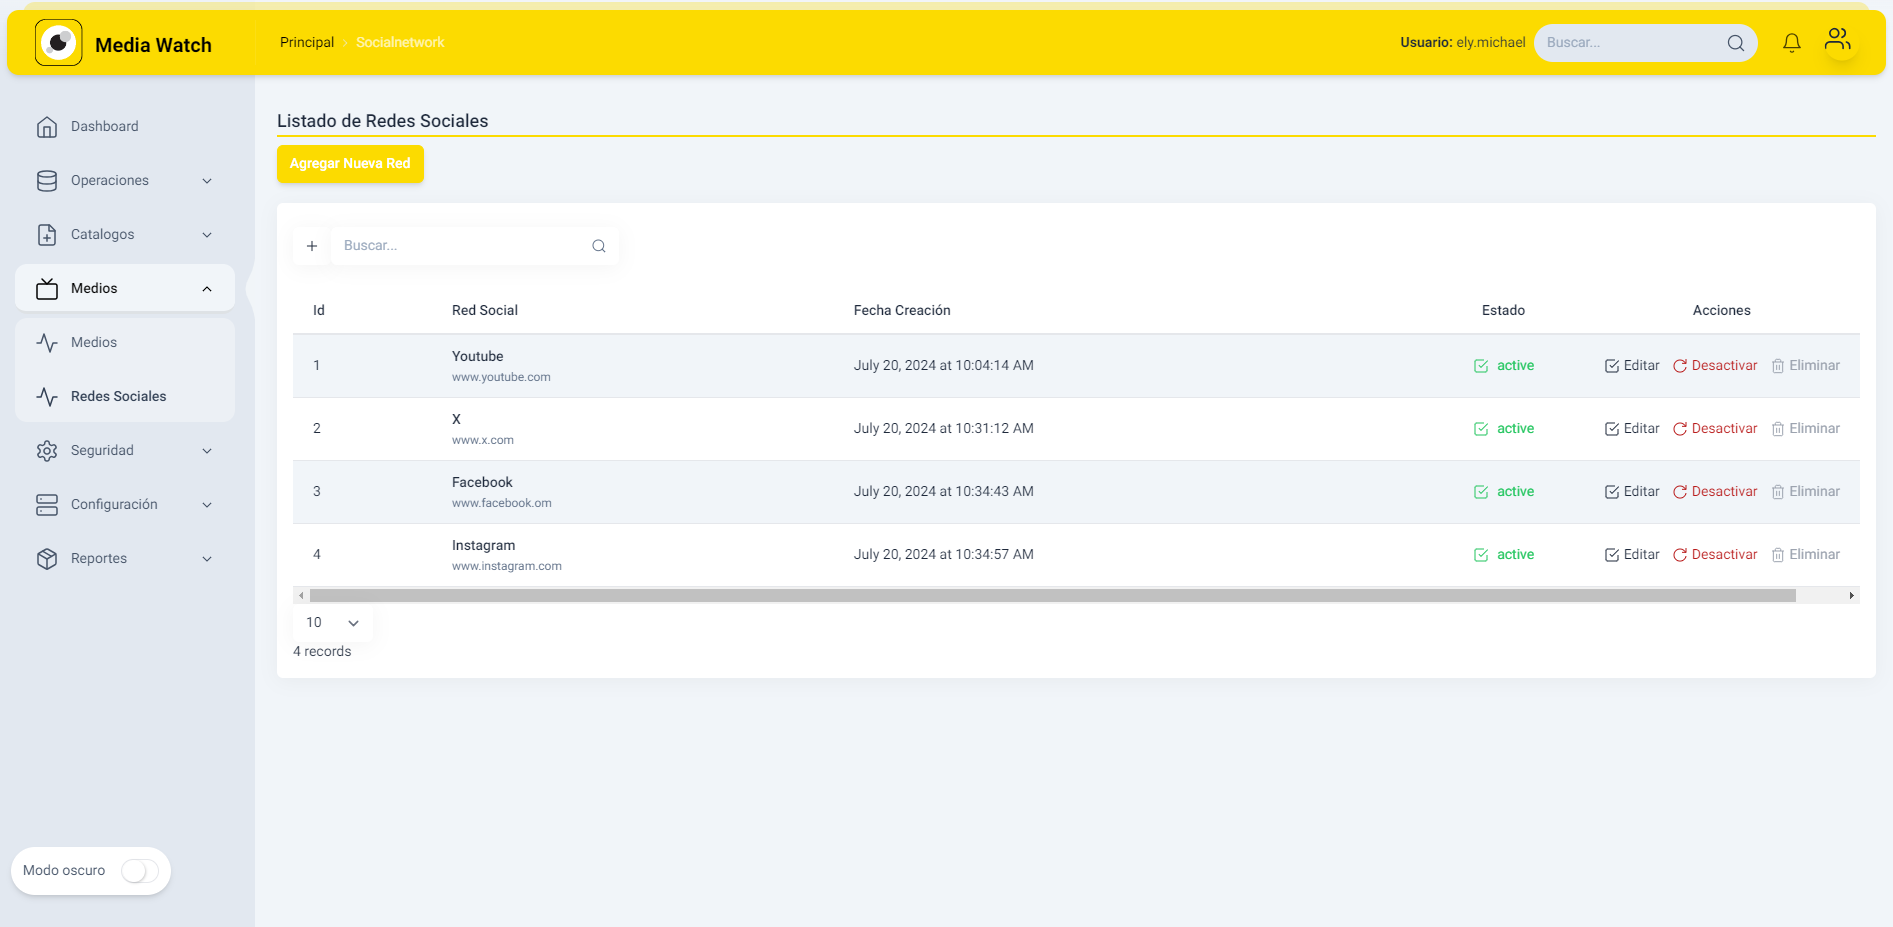 Media Watch
Principal › Socialnetwork
Usuario: ely.michael
Buscar...
Dashboard
Operaciones
Catalogos
Medios
Medios
Redes Sociales
Seguridad
Configuración
Reportes
Modo oscuro
Listado de Redes Sociales
Agregar Nueva Red
+ Buscar...
Id Red Social Fecha Creación Estado Acciones
1 Youtube July 20, 2024 at 10:04:14 AM active Editar Desactivar Eliminar
www.youtube.com
2 X July 20, 2024 at 10:31:12 AM active Editar Desactivar Eliminar
www.x.com
3 Facebook July 20, 2024 at 10:34:43 AM active Editar Desactivar Eliminar
www.facebook.om
4 Instagram July 20, 2024 at 10:34:57 AM active Editar Desactivar Eliminar
www.instagram.com
10
4 records